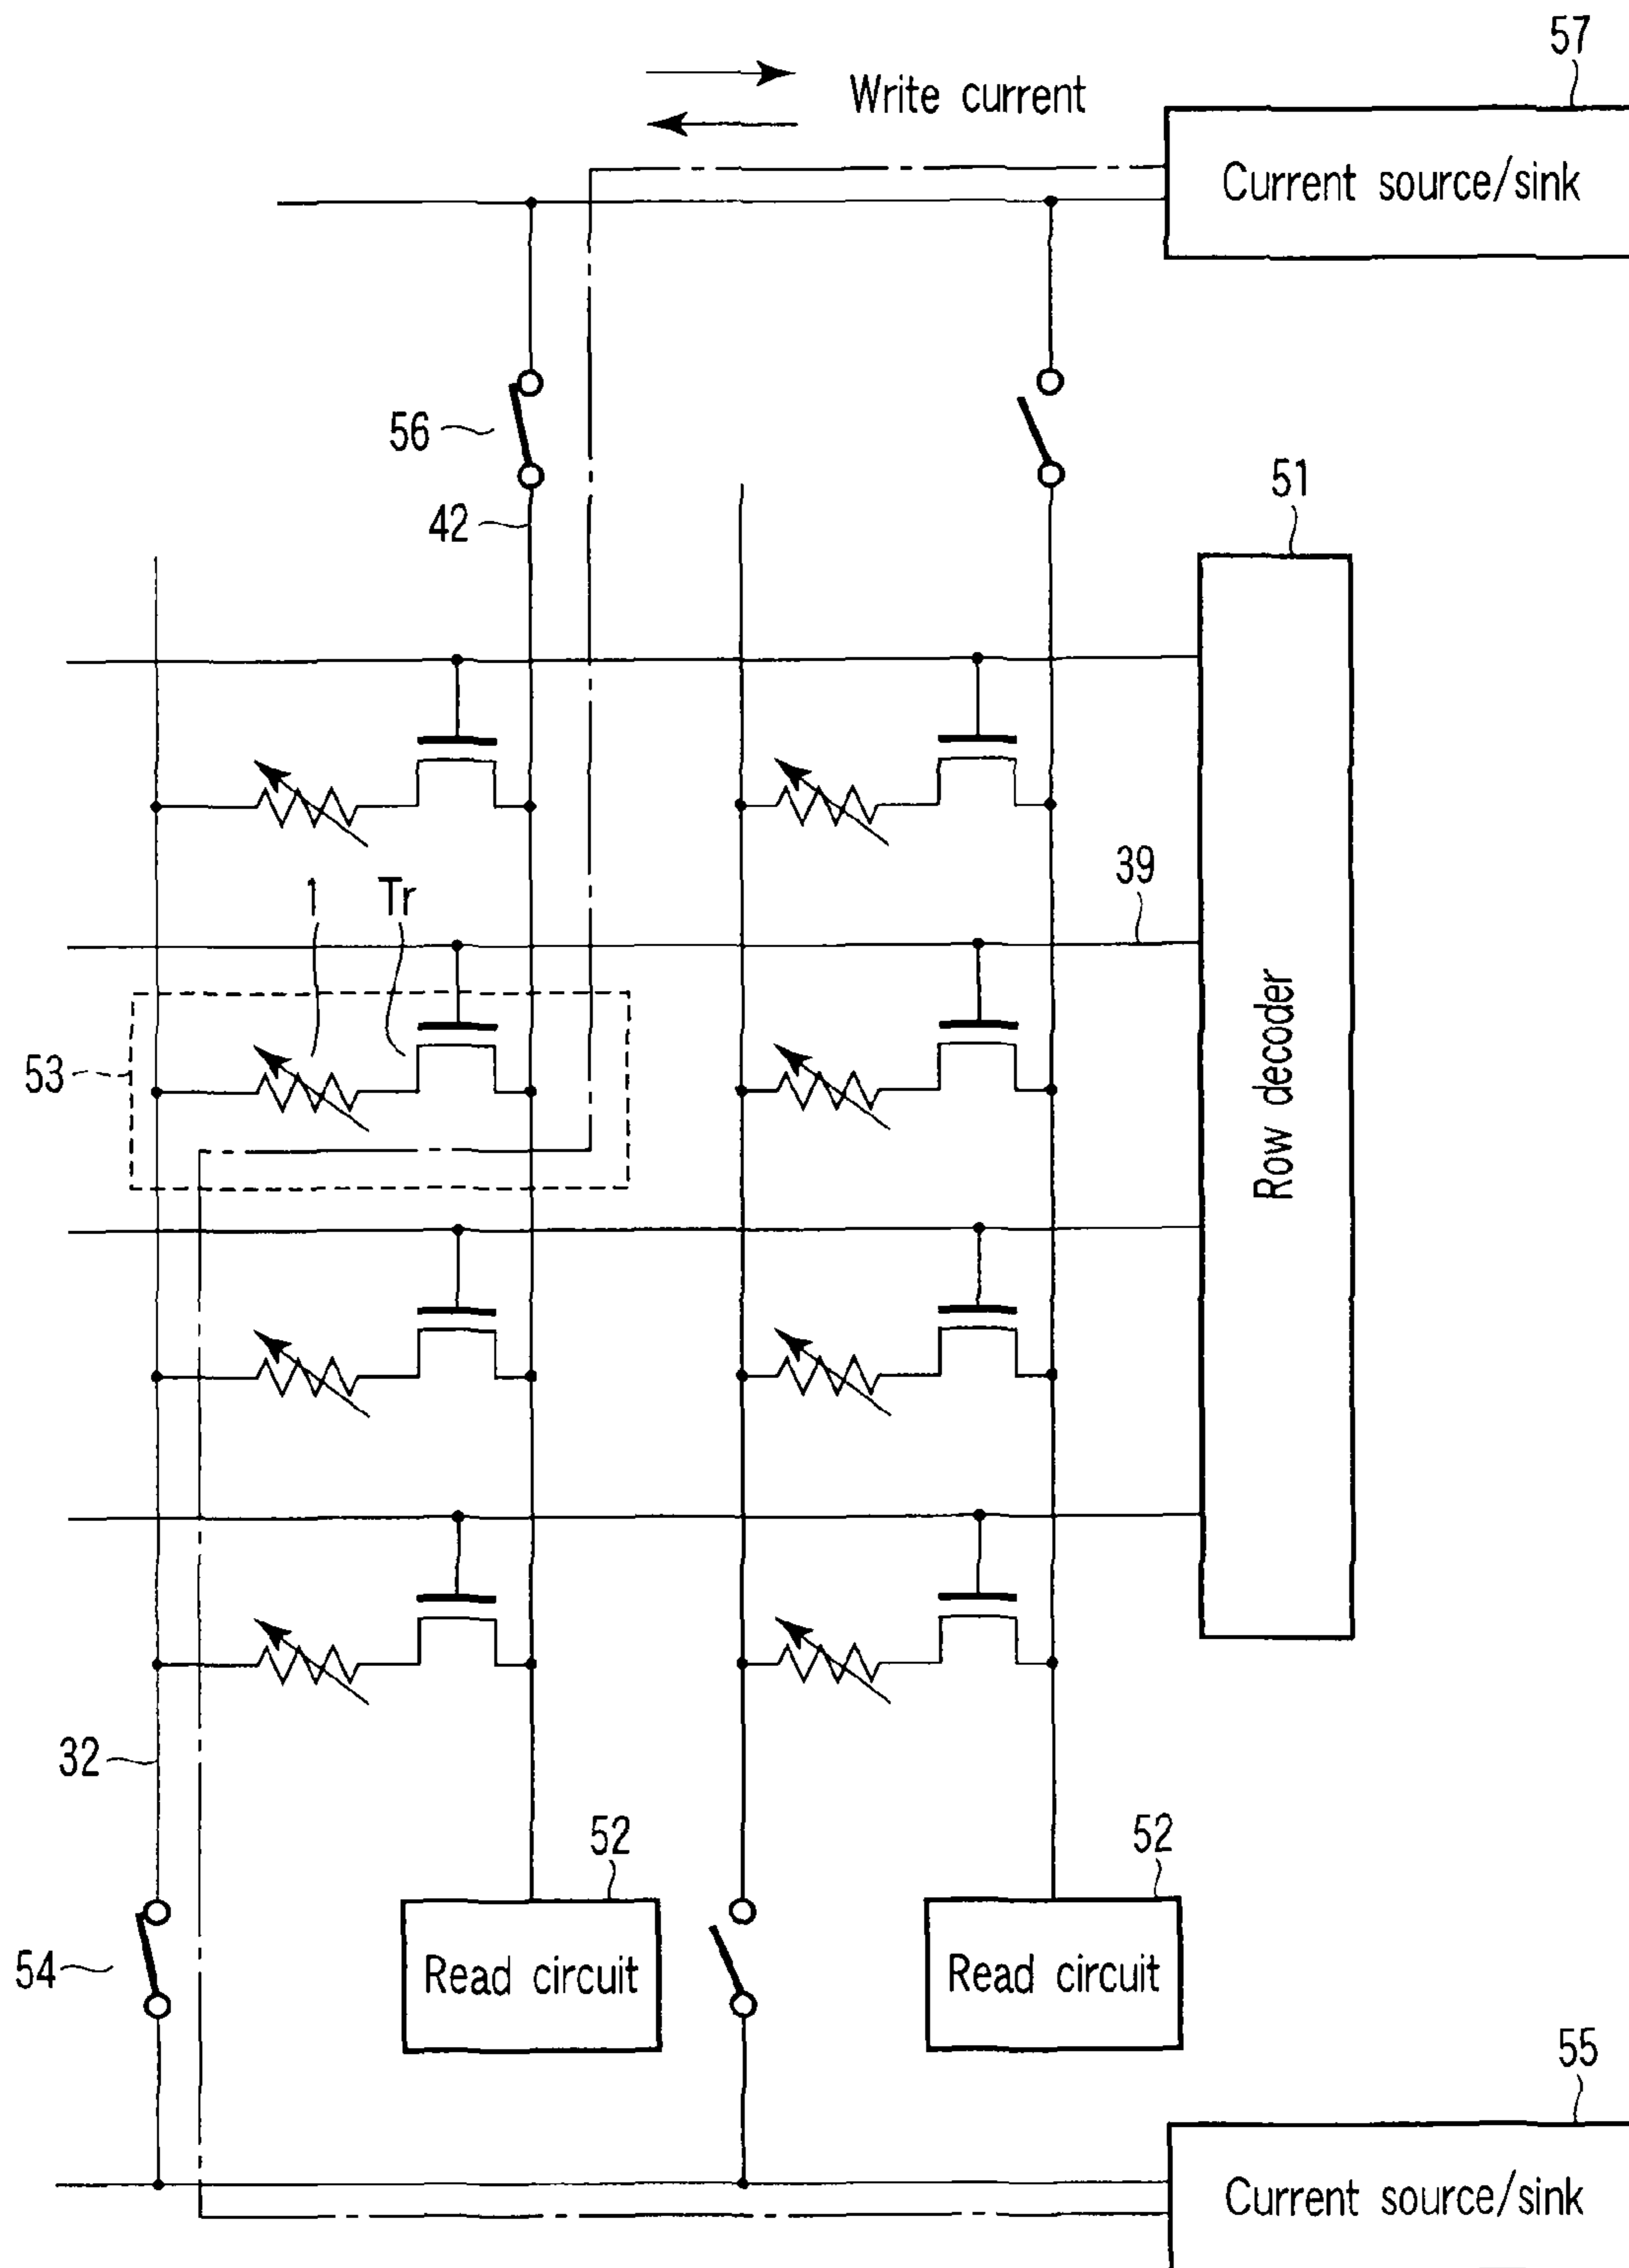 57
Write current
Current source/sink
56
51
42
39
1
Tr
53
Row decoder
32
52
52
54
Read circuit
Read circuit
55
Current source/sink